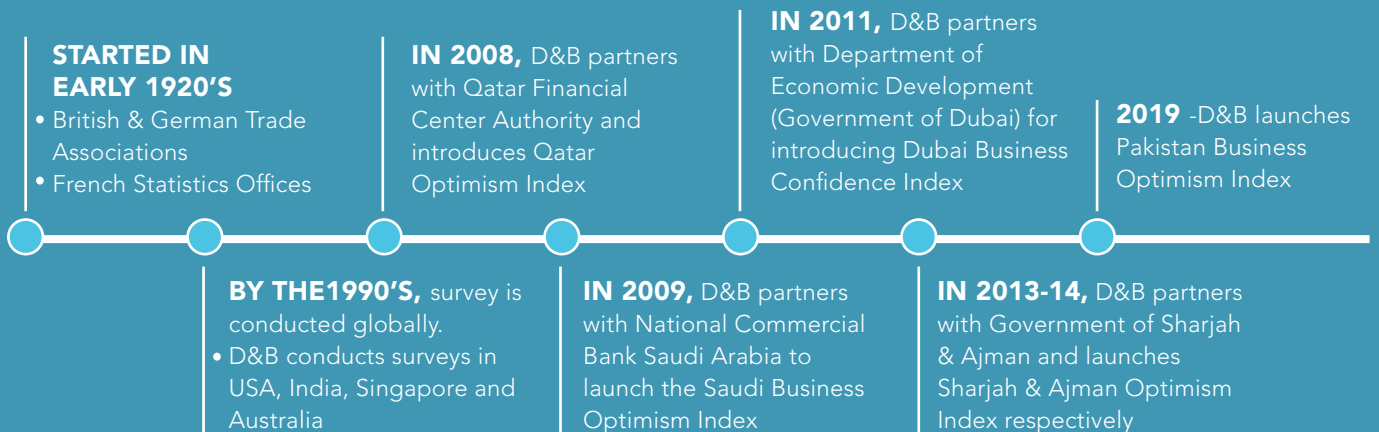 STARTED IN
EARLY 1920'S
• British & German Trade
Associations
• French Statistics Offices
BY THE1990'S, survey is
conducted globally.
• D&B conducts surveys in
USA, India, Singapore and
Australia
IN 2008, D&B partners
with Qatar Financial
Center Authority and
introduces Qatar
Optimism Index
IN 2009, D&B partners
with National Commercial
Bank Saudi Arabia to
launch the Saudi Business
Optimism Index
IN 2011, D&B partners
with Department of
Economic Development
(Government of Dubai) for
introducing Dubai Business
Confidence Index
IN 2013-14, D&B partners
with Government of Sharjah
& Ajman and launches
Sharjah & Ajman Optimism
Index respectively
2019 -D&B launches
Pakistan Business
Optimism Index